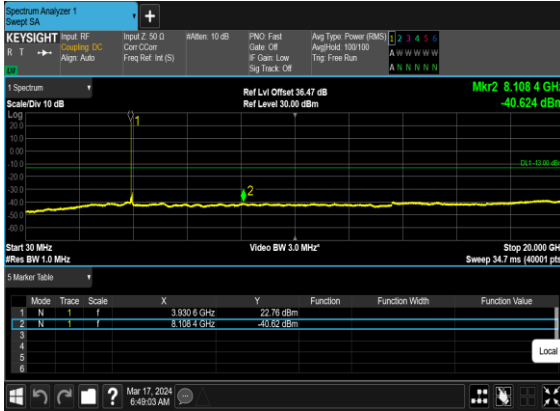 Spectrum Analyzer 1
Swept SA
+
KEYSIGHT Input: RF Input Z: 50 Ω #Atten: 10 dB PNO: Fast Avg Type: Power (RMS) 1 2 3 4 5 6
R T Coupling: DC Corr CCorr Gate: Off Avg|Hold: 100/100 A W W W W W
Align: Auto Freq Ref: Int (S) IF Gain: Low Trig: Free Run
Sig Track: Off A N N N N N
1 Spectrum
Ref Lvl Offset 36.47 dB Mkr2 8.108 4 GHz
Scale/Div 10 dB Ref Level 30.00 dBm -40.624 dBm
Log
20.0
10.0
0.00
-10.0 DL1 -13.00 dBm
-20.0
-30.0
-40.0
-50.0
-60.0
1
2
Start 30 MHz Video BW 3.0 MHz* Stop 20.000 GH
#Res BW 1.0 MHz Sweep 34.7 ms (40001 pts
5 Marker Table
Mode Trace Scale X Y Function Function Width Function Value
1 N 1 f 3.930 6 GHz 22.76 dBm
2 N 1 f 8.108 4 GHz -40.62 dBm
3
4
5
6
Local
? Mar 17, 2024
6:49:03 AM